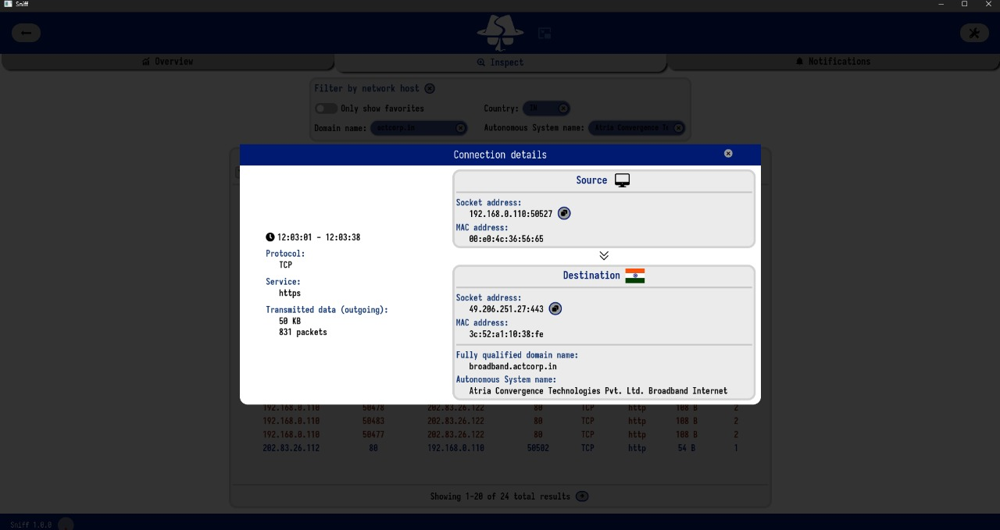 Sniff
Overview
Inspect
Notifications
Filter by network host
Only show favorites
Country: IN
Domain name: actcorp.in
Autonomous System name: Atria Convergence Te
Connection details
12:03:01 - 12:03:38
Protocol:
TCP
Service:
https
Transmitted data (outgoing):
50 KB
831 packets
Source
Socket address:
192.168.0.110:50527
MAC address:
00:e0:4c:36:56:65
Destination
Socket address:
49.206.251.27:443
MAC address:
3c:52:a1:10:38:fe
Fully qualified domain name:
broadband.actcorp.in
Autonomous System name:
Atria Convergence Technologies Pvt. Ltd. Broadband Internet
192.168.0.110 50478 202.83.26.122 80 TCP http 108 B 2
192.168.0.110 50483 202.83.26.122 80 TCP http 108 B 2
192.168.0.110 50477 202.83.26.122 80 TCP http 108 B 2
202.83.26.112 80 192.168.0.110 50502 TCP http 54 B 1
Showing 1-20 of 24 total results
Sniff 1.0.0